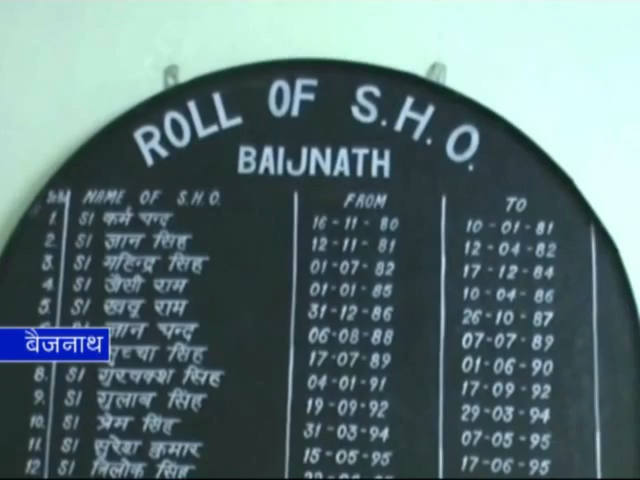 ROLL OF S.H.O.
BAIJNATH
NAME OF S.H.O. FROM TO
1. SI कर्म चन्द 16-11-80 10-01-81
2. SI ज्ञान सिंह 12-11-81 12-04-82
3. SI महिन्द्र सिंह 01-07-82 17-12-84
4. SI जैसी राम 01-01-85 10-04-86
5. SI राम 31-12-86 26-10-87
ज्ञान चन्द 06-08-88 07-07-89
बैजनाथ
सुच्चा सिंह 17-07-89 01-06-90
8. SI गुरबक्श सिंह 04-01-91 17-09-92
9. SI गुलाब सिंह 19-09-92 29-03-94
10. SI प्रेम सिंह 31-03-94 07-05-95
11. SI सुरेश कुमार 15-05-95 17-06-95
12. SI त्रिलोक सिंह